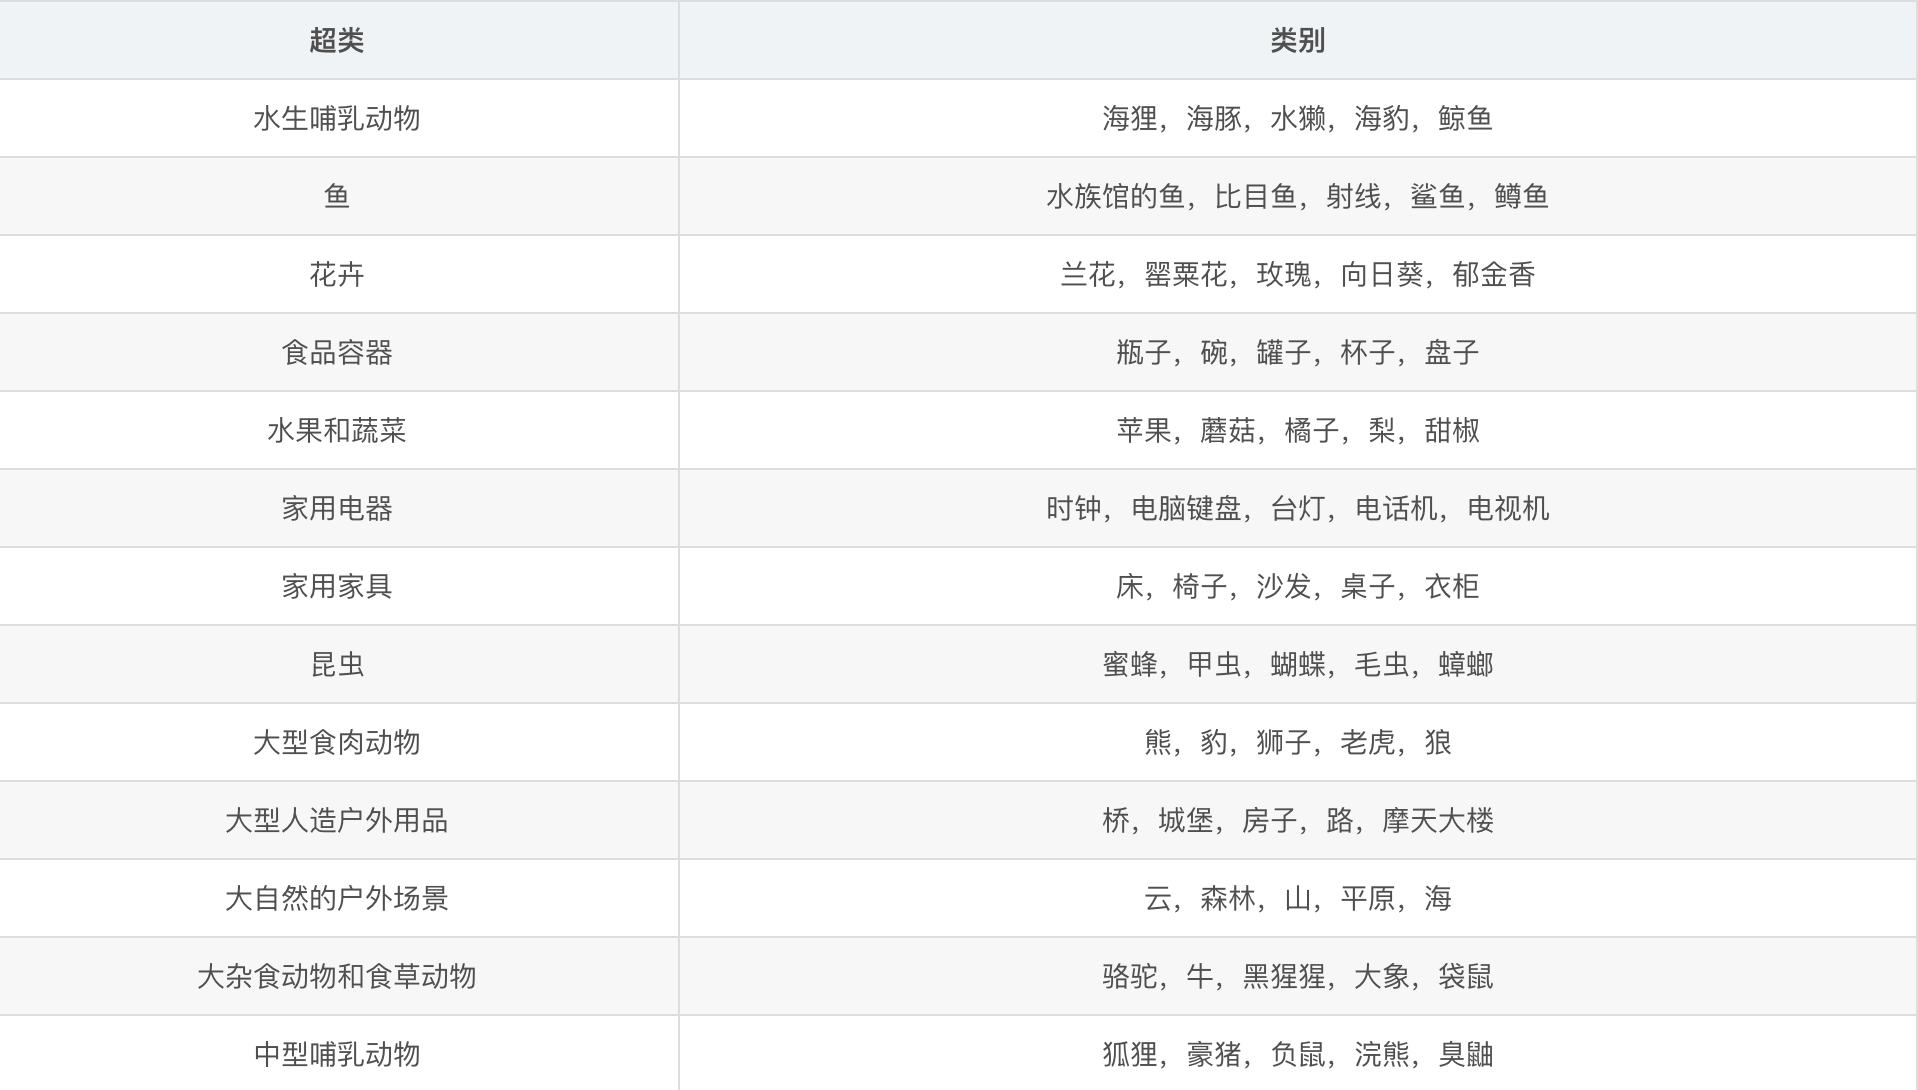 超类 类别
水生哺乳动物 海狸，海豚，水獭，海豹，鲸鱼
鱼 水族馆的鱼，比目鱼，射线，鲨鱼，鳟鱼
花卉 兰花，罂粟花，玫瑰，向日葵，郁金香
食品容器 瓶子，碗，罐子，杯子，盘子
水果和蔬菜 苹果，蘑菇，橘子，梨，甜椒
家用电器 时钟，电脑键盘，台灯，电话机，电视机
家用家具 床，椅子，沙发，桌子，衣柜
昆虫 蜜蜂，甲虫，蝴蝶，毛虫，蟑螂
大型食肉动物 熊，豹，狮子，老虎，狼
大型人造户外用品 桥，城堡，房子，路，摩天大楼
大自然的户外场景 云，森林，山，平原，海
大杂食动物和食草动物 骆驼，牛，黑猩猩，大象，袋鼠
中型哺乳动物 狐狸，豪猪，负鼠，浣熊，臭鼬